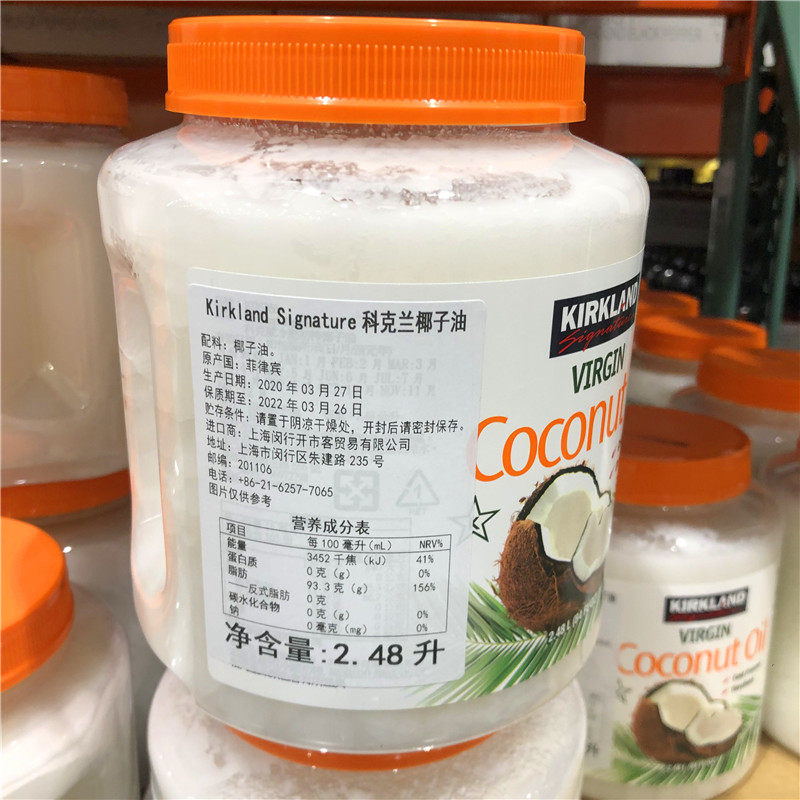 Kirkland Signature 科克兰椰子油
配料：椰子油。
原产国：菲律宾
生产日期：2020 年 03 月 27 日
保质期至：2022 年 03 月 26 日
贮存条件：请置于阴凉干燥处，开封后请密封保存。
进口商：上海闵行开市客贸易有限公司
地址：上海市闵行区朱建路 235 号
邮编：201106
电话：+86-21-6257-7065
图片仅供参考
营养成分表
项目 每 100 毫升 (mL) NRV%
能量 3452 千焦 (kJ) 41%
蛋白质 0 克 (g) 0%
脂肪 93.3 克 (g) 156%
——反式脂肪 0 克
碳水化合物 0 克 (g) 0%
钠 0 毫克 (mg) 0%
净含量：2.48 升
KIRKLAND
Signature
VIRGIN
Coconut
KIRKLAND
VIRGIN
Coconut Oil